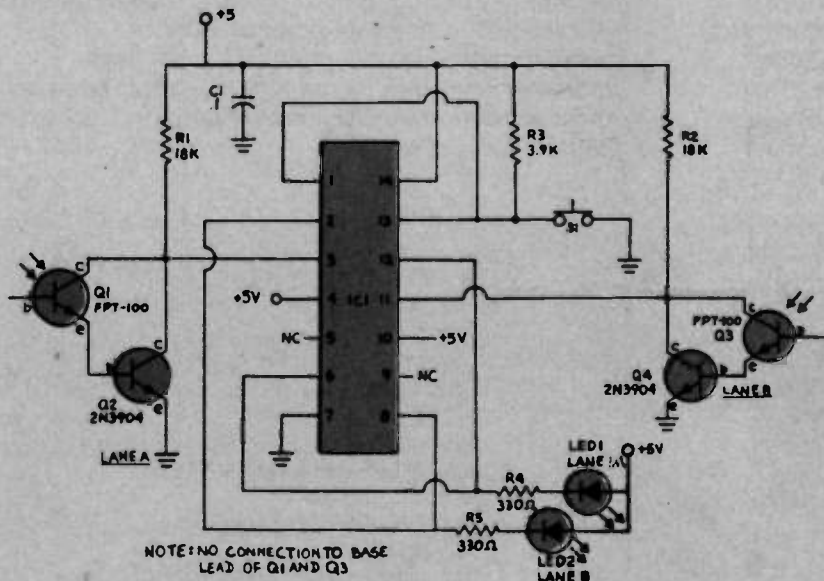 +5
C1
.1
R1
18K
R3
3.9K
R2
18K
1
14
2
13
S1
3
12
+5V
4
IC1
11
NC
5
10
+5V
6
9
NC
7
8
c
b
e
Q1
FPT-100
c
b
e
Q2
2N3904
LANE A
c
FPT-100
Q3
b
e
c
Q4
2N3904
b
e
LANE B
LED1
LANE
+5V
R4
330Ω
R5
330Ω
LED2
LANE B
NOTE: NO CONNECTION TO BASE
LEAD OF Q1 AND Q3